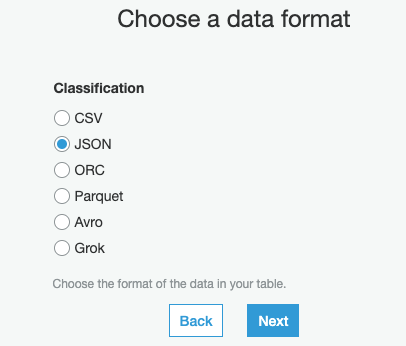 Choose a data format
Classification
CSV
JSON
ORC
Parquet
Avro
Grok
Choose the format of the data in your table.
Back
Next